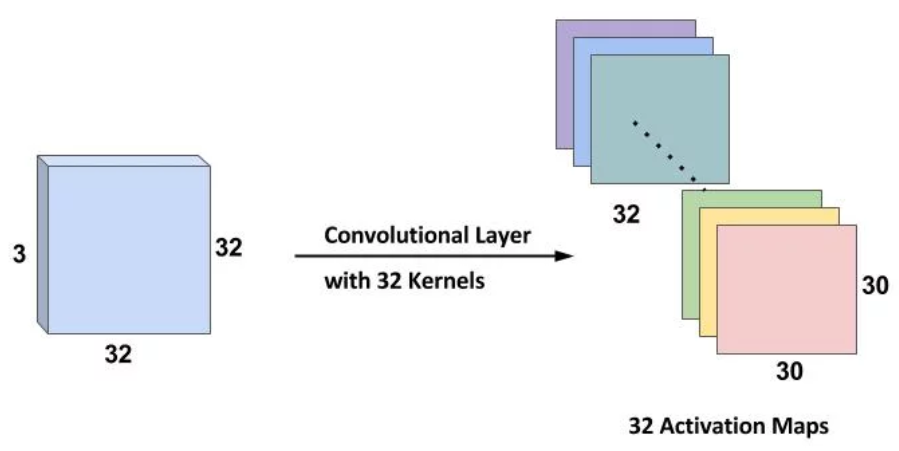 3
32
32
Convolutional Layer
with 32 Kernels
32
30
30
32 Activation Maps